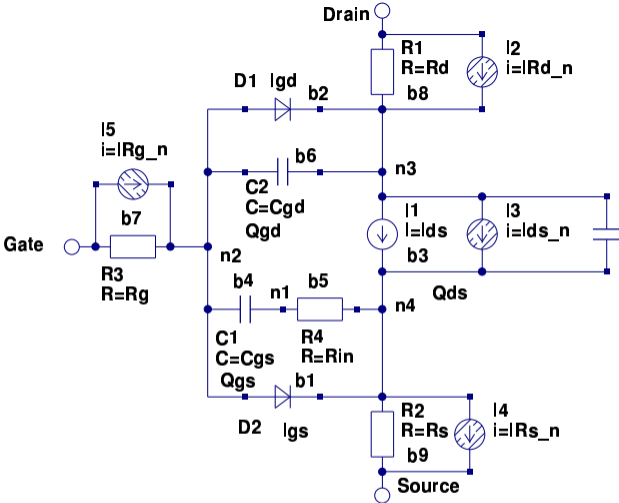 Drain
R1
R=Rd
b8
I2
i=IRd_n
D1 Igd
b2
I5
i=IRg_n
b6
n3
C2
C=Cgd
Qgd
b7
I1
I=Ids
b3
I3
i=Ids_n
Gate
n2
R3
R=Rg
b4
n1
b5
Qds
n4
C1
C=Cgs
Qgs
R4
R=Rin
b1
D2 Igs
R2
R=Rs
b9
I4
i=IRs_n
Source